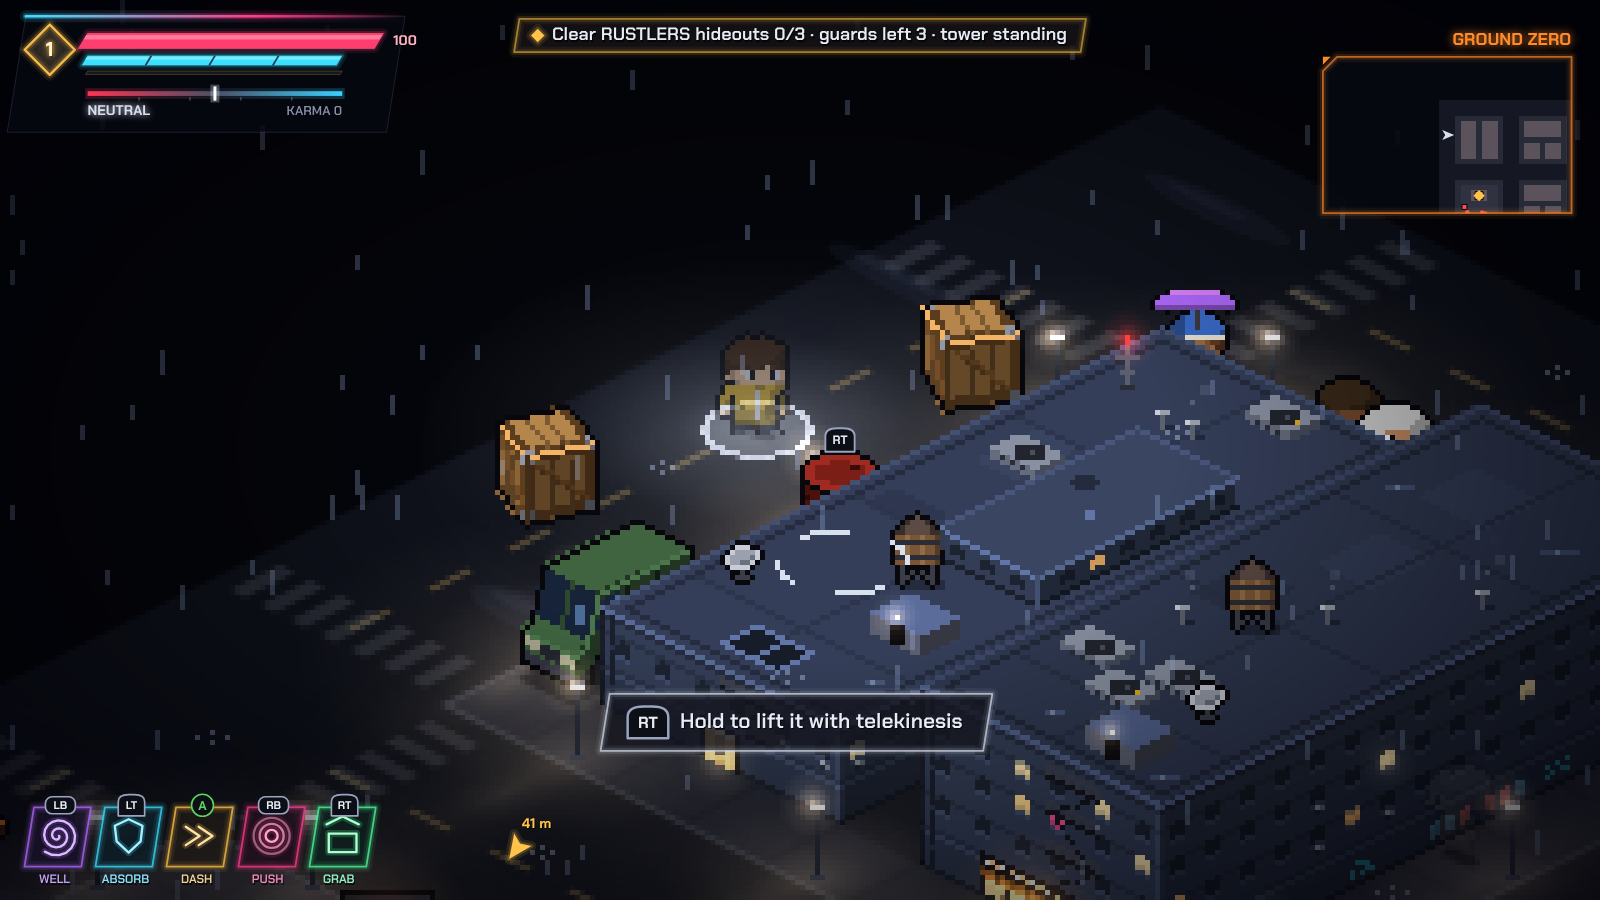 1
100
NEUTRAL
KARMA 0
Clear RUSTLERS hideouts 0/3 · guards left 3 · tower standing
GROUND ZERO
RT
RT Hold to lift it with telekinesis
41 m
LB
LT
A
RB
RT
WELL
ABSORB
DASH
PUSH
GRAB